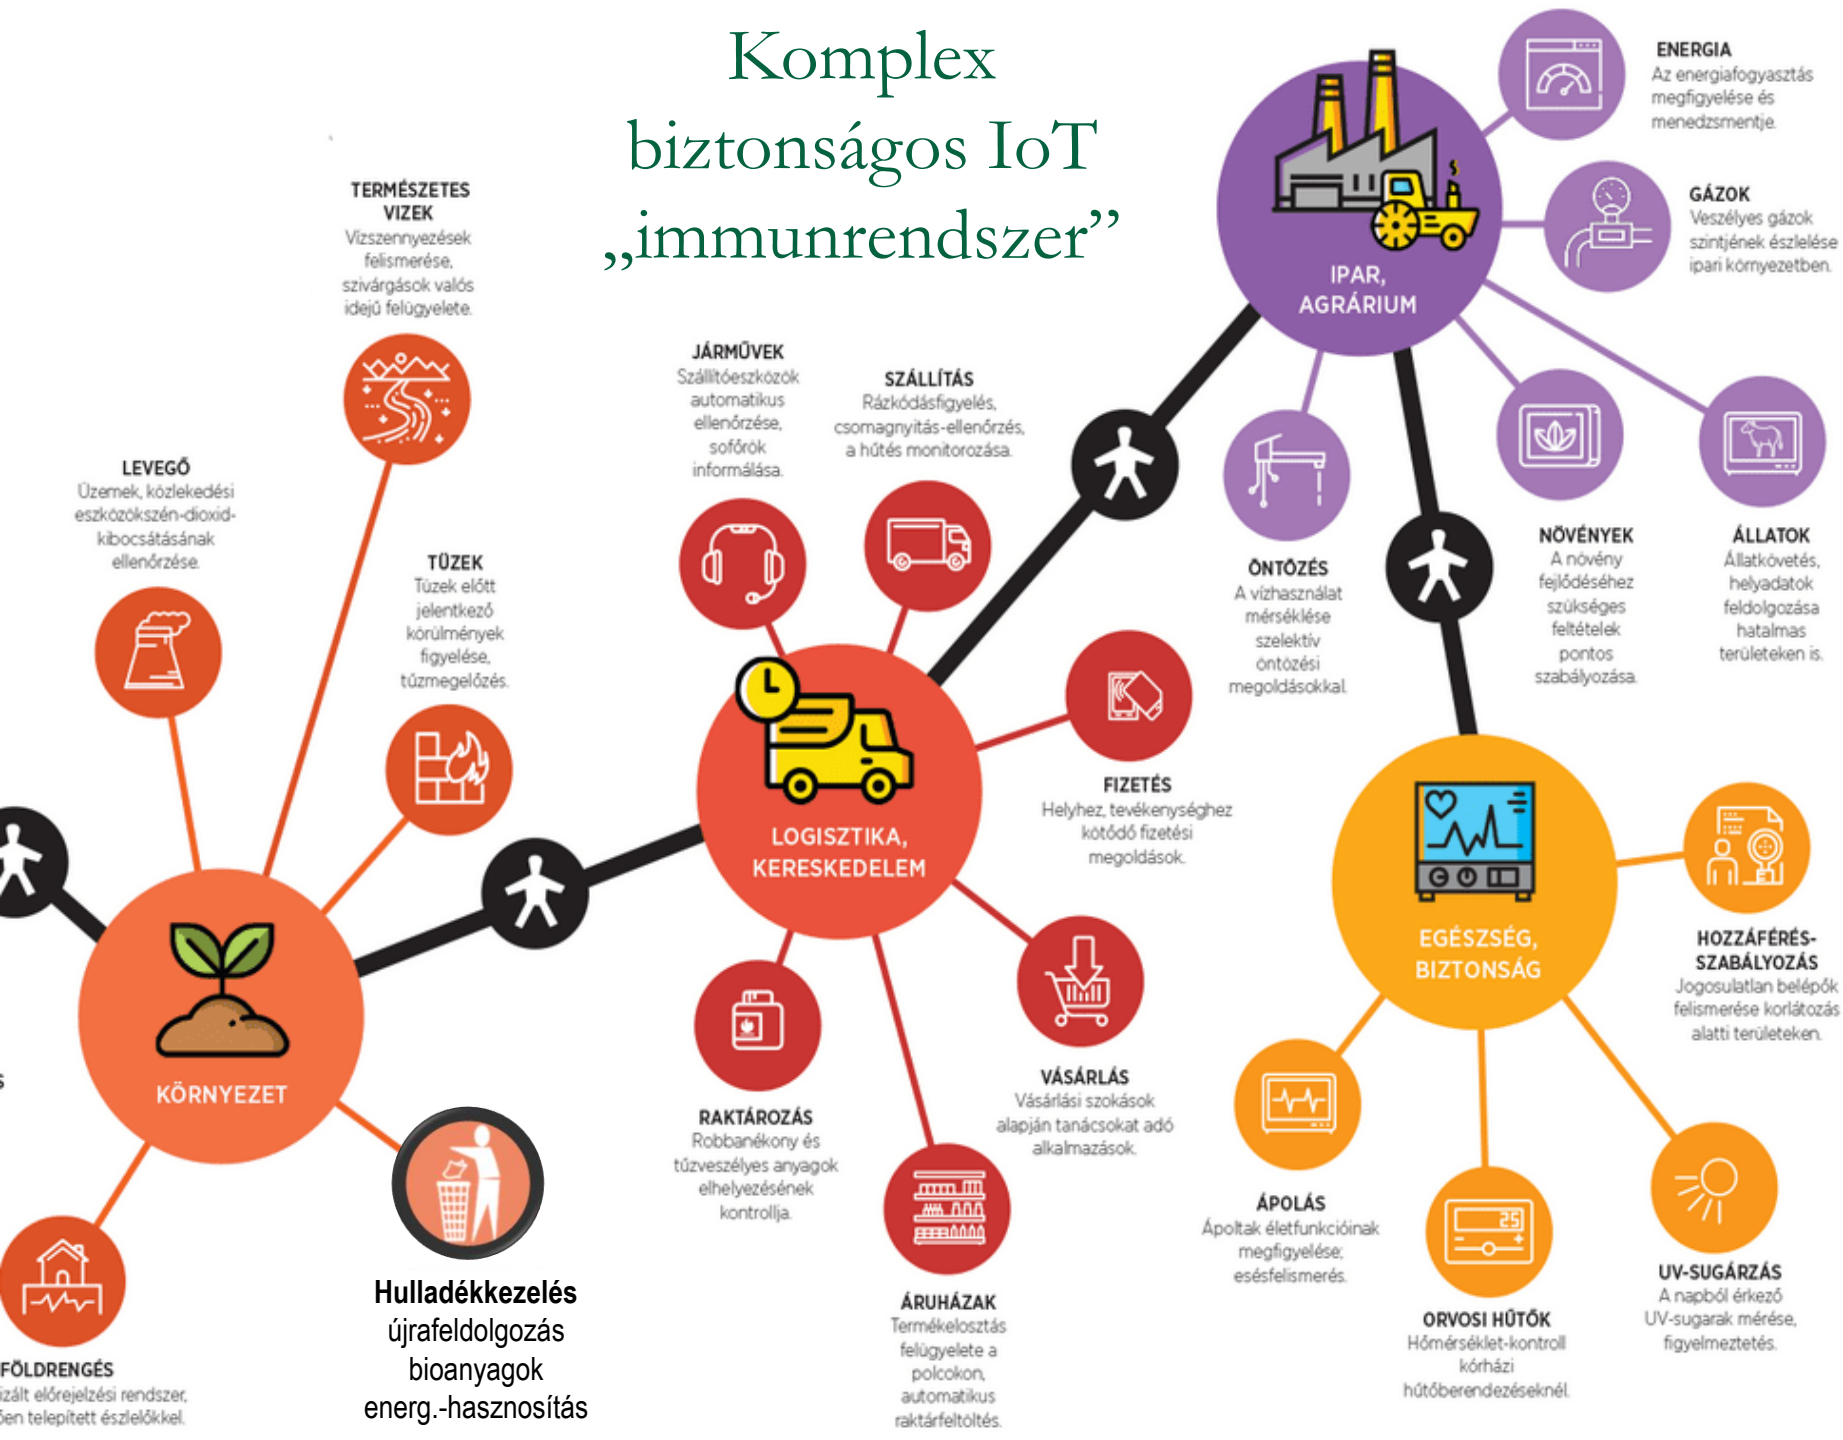 Komplex
biztonságos IoT
„immunrendszer”
TERMÉSZETES
VIZEK
Vízszennyezések
felismerése,
szivárgások valós
idejű felügyelete.
LEVEGŐ
Üzemek, közlekedési
eszközökszén-dioxid-
kibocsátásának
ellenőrzése.
TÜZEK
Tüzek előtt
jelentkező
körülmények
figyelése,
tűzmegelőzés.
KÖRNYEZET
S
FÖLDRENGÉS
izált előrejelzési rendszer,
ően telepített észlelőkkel.
Hulladékkezelés
újrafeldolgozás
bioanyagok
energ.-hasznosítás
JÁRMŰVEK
Szállítóeszközök
automatikus
ellenőrzése,
sofőrök
informálása.
SZÁLLÍTÁS
Rázkódásfigyelés,
csomagnyitás-ellenőrzés,
a hűtés monitorozása.
LOGISZTIKA,
KERESKEDELEM
FIZETÉS
Helyhez, tevékenységhez
kötődő fizetési
megoldások.
VÁSÁRLÁS
Vásárlási szokások
alapján tanácsokat adó
alkalmazások.
RAKTÁROZÁS
Robbanékony és
tűzveszélyes anyagok
elhelyezésének
kontrollja.
ÁRUHÁZAK
Termékelosztás
felügyelete a
polcokon,
automatikus
raktárfeltöltés.
IPAR,
AGRÁRIUM
ENERGIA
Az energiafogyasztás
megfigyelése és
menedzsmentje.
GÁZOK
Veszélyes gázok
szintjének észlelése
ipari környezetben.
ÖNTÖZÉS
A vízhasználat
mérséklése
szelektív
öntözési
megoldásokkal.
NÖVÉNYEK
A növény
fejlődéséhez
szükséges
feltételek
pontos
szabályozása.
ÁLLATOK
Állatkövetés,
helyadatok
feldolgozása
hatalmas
területeken is.
EGÉSZSÉG,
BIZTONSÁG
HOZZÁFÉRÉS-
SZABÁLYOZÁS
Jogosulatlan belépők
felismerése korlátozás
alatti területeken.
ÁPOLÁS
Ápoltak életfunkcióinak
megfigyelése;
esésfelismerés.
25
ORVOSI HŰTŐK
Hőmérséklet-kontroll
kórházi
hűtőberendezéseknél.
UV-SUGÁRZÁS
A napból érkező
UV-sugarak mérése,
figyelmeztetés.